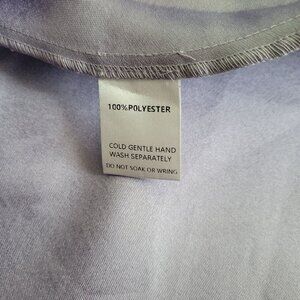 100%POLYESTER
COLD GENTLE HAND
WASH SEPARATELY
DO NOT SOAK OR WRING